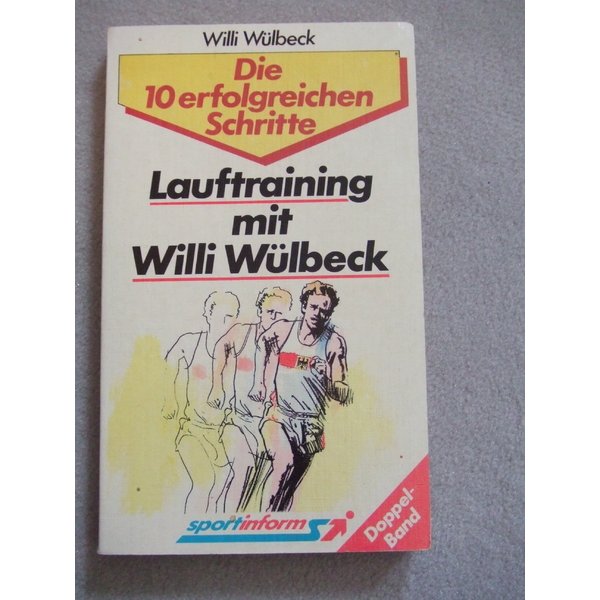 Willi Wülbeck
Die
10 erfolgreichen
Schritte
Lauftraining
mit
Willi Wülbeck
sportinform
Doppel-
Band